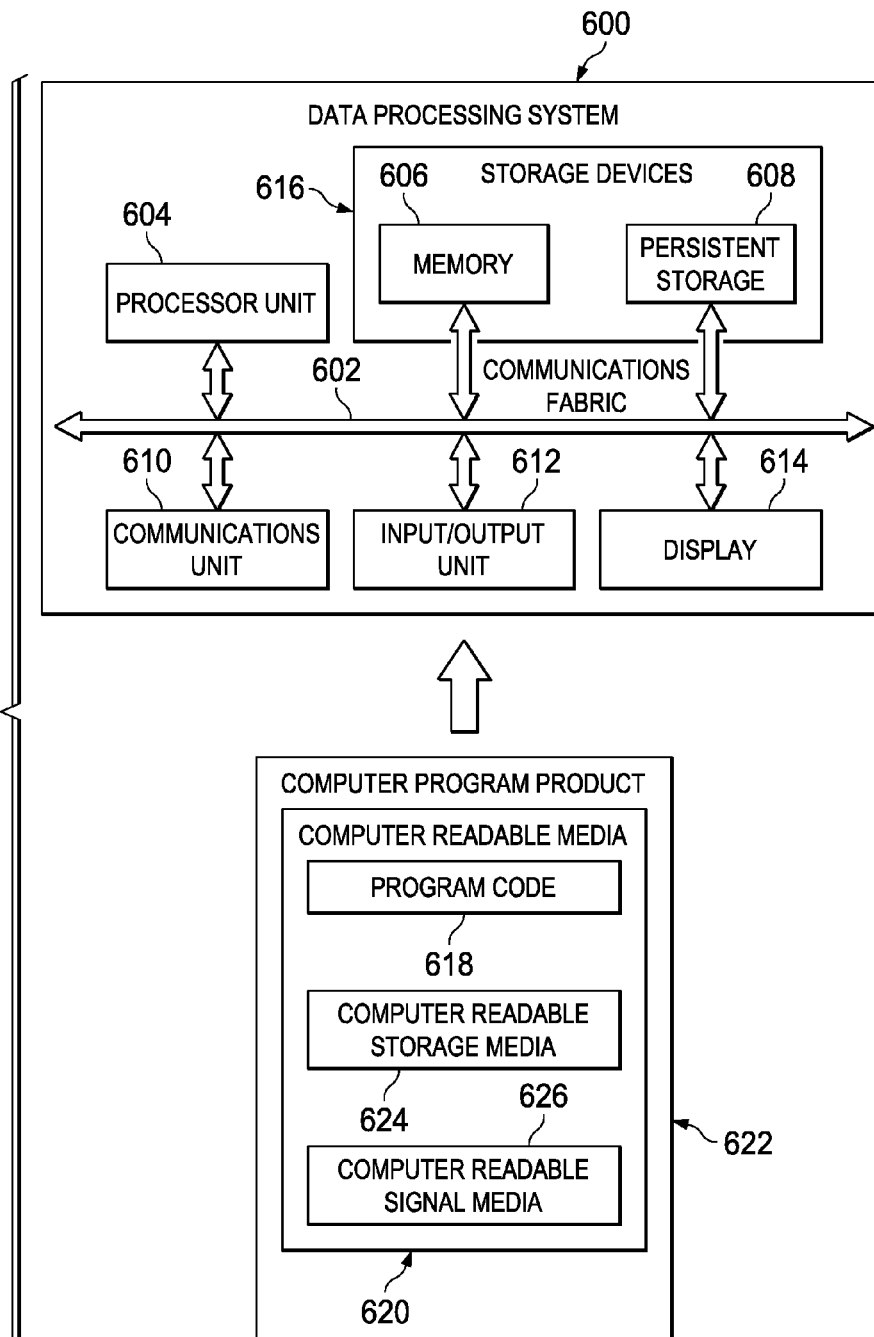 600
DATA PROCESSING SYSTEM
616
606
STORAGE DEVICES
608
604
MEMORY
PERSISTENT
STORAGE
PROCESSOR UNIT
602
COMMUNICATIONS
FABRIC
610
612
614
COMMUNICATIONS
UNIT
INPUT/OUTPUT
UNIT
DISPLAY
COMPUTER PROGRAM PRODUCT
COMPUTER READABLE MEDIA
PROGRAM CODE
618
COMPUTER READABLE
STORAGE MEDIA
624
626
622
COMPUTER READABLE
SIGNAL MEDIA
620